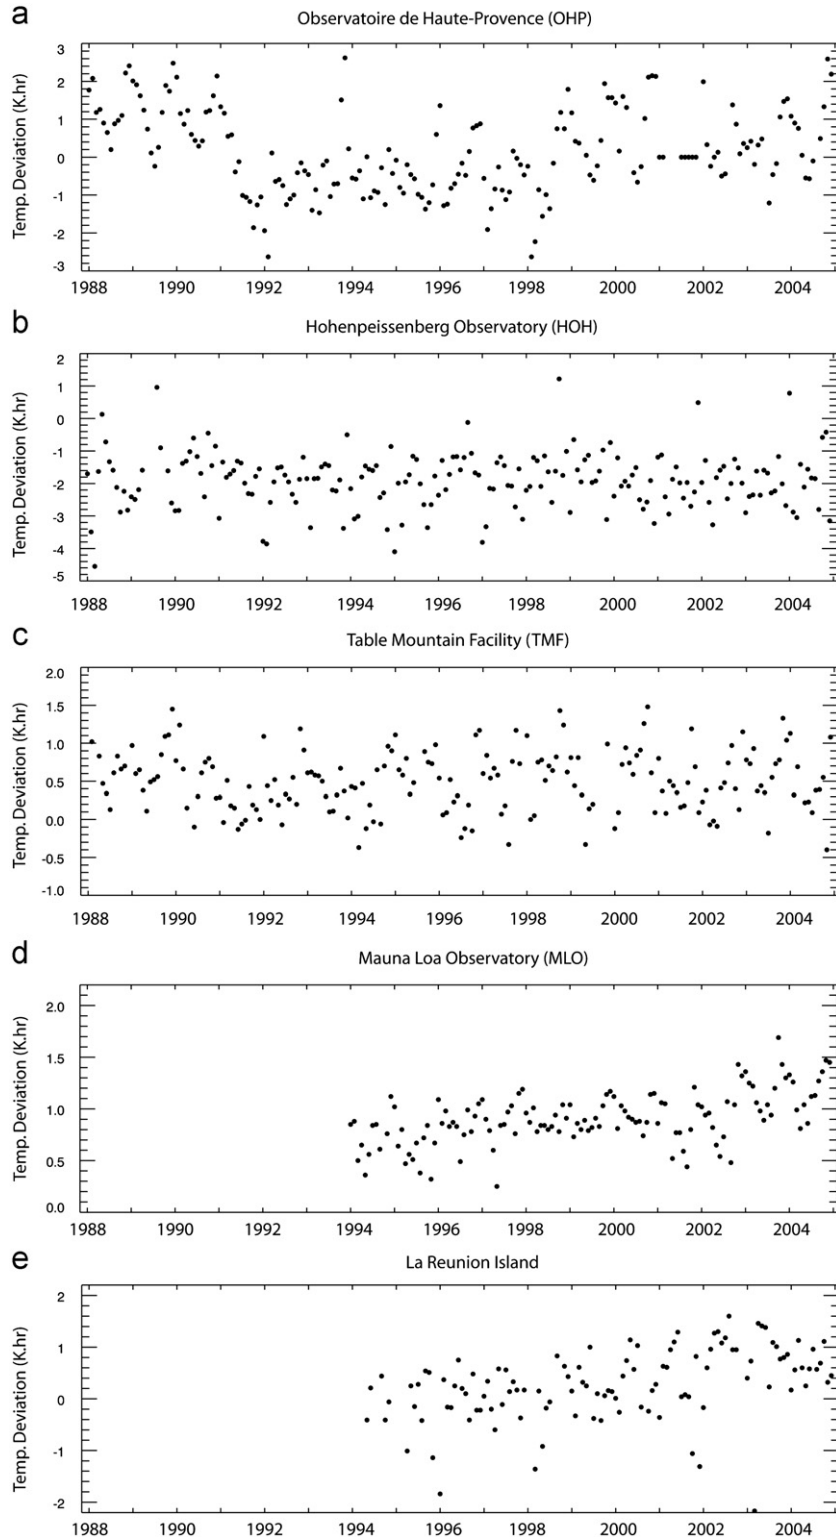 a
Observatoire de Haute-Provence (OHP)
Temp. Deviation (K.hr)
3
2
1
0
-1
-2
-3
1988 1990 1992 1994 1996 1998 2000 2002 2004
b
Hohenpeissenberg Observatory (HOH)
Temp. Deviation (K.hr)
2
1
0
-1
-2
-3
-4
-5
1988 1990 1992 1994 1996 1998 2000 2002 2004
c
Table Mountain Facility (TMF)
Temp. Deviation (K.hr)
2.0
1.5
1.0
0.5
0.0
-0.5
-1.0
1988 1990 1992 1994 1996 1998 2000 2002 2004
d
Mauna Loa Observatory (MLO)
Temp. Deviation (K.hr)
2.0
1.5
1.0
0.5
0.0
1988 1990 1992 1994 1996 1998 2000 2002 2004
e
La Reunion Island
Temp. Deviation (K.hr)
2
1
0
-1
-2
1988 1990 1992 1994 1996 1998 2000 2002 2004